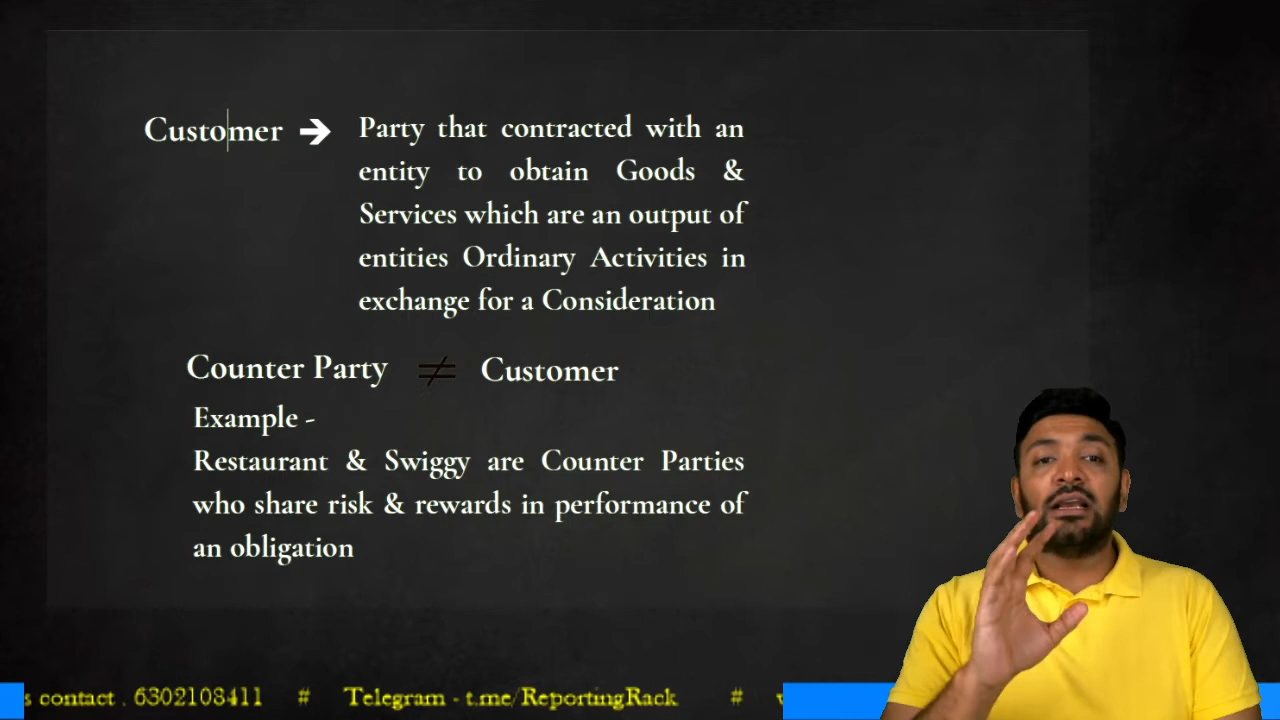 Customer → Party that contracted with an
entity to obtain Goods &
Services which are an output of
entities Ordinary Activities in
exchange for a Consideration
Counter Party ≠ Customer
Example -
Restaurant & Swiggy are Counter Parties
who share risk & rewards in performance of
an obligation
s contact . 6302108411 # Telegram - t.me/ReportingRack #